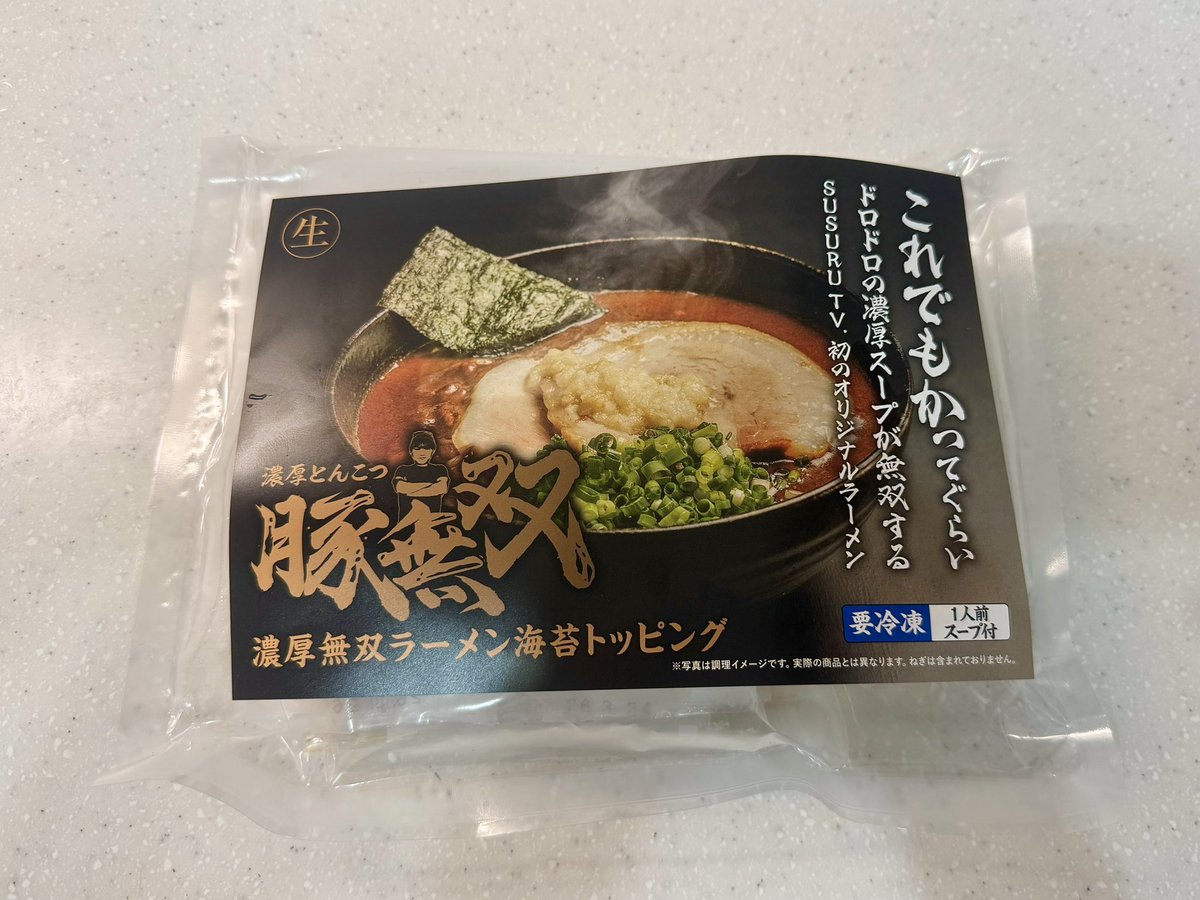 生
これでもかってぐらい
ドロドロの濃厚スープが無双する
SUSURU TV.初のオリジナルラーメン
濃厚とんこつ
豚無双
濃厚無双ラーメン海苔トッピング
要冷凍
1人前
スープ付
※写真は調理イメージです。実際の商品とは異なります。ねぎは含まれておりません。